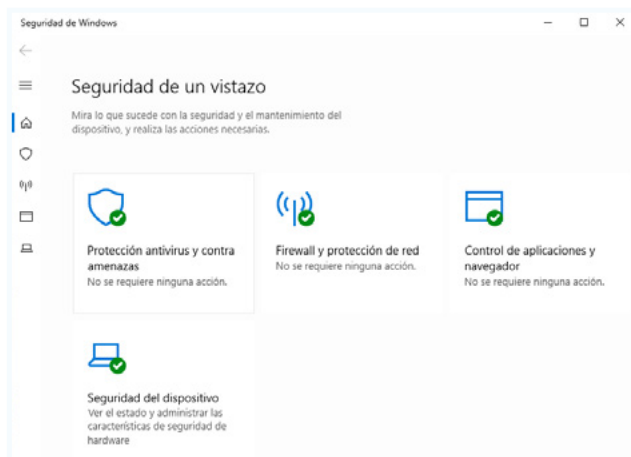 Seguridad de Windows
Seguridad de un vistazo
Mira lo que sucede con la seguridad y el mantenimiento del
dispositivo, y realiza las acciones necesarias.
Protección antivirus y contra
amenazas
No se requiere ninguna acción.
Firewall y protección de red
No se requiere ninguna acción.
Control de aplicaciones y
navegador
No se requiere ninguna acción.
Seguridad del dispositivo
Ver el estado y administrar las
características de seguridad de
hardware